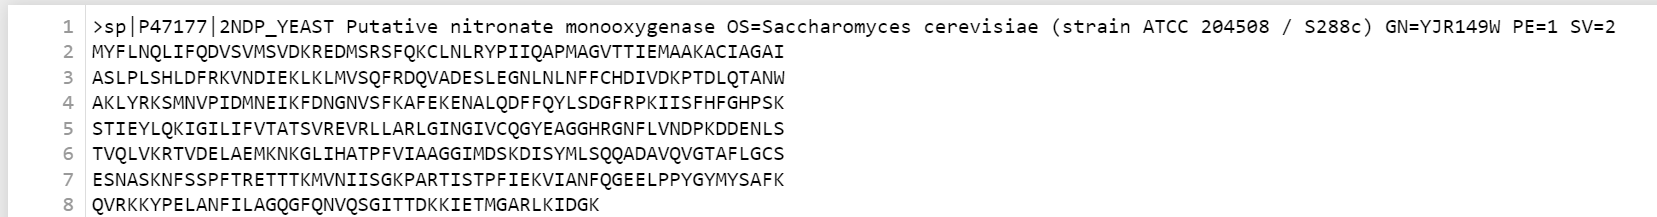 1 >sp|P47177|2NDP_YEAST Putative nitronate monooxygenase OS=Saccharomyces cerevisiae (strain ATCC 204508 / S288c) GN=YJR149W PE=1 SV=2
2 MYFLNQLIFQDVSVMSVDKREDMSRSFQKCLNLRYPIIQAPMAGVTTIEMAAKACIAGAI
3 ASLPLSHLDFRKVNDIEKLKLMVSQFRDQVADESLEGNLNLNFFCHDIVDKPTDLQTANW
4 AKLYRKSMNVPIDMNEIKFDNGNVSFKAFEKENALQDFFQYLSDGFRPKIISFHFGHPSK
5 STIEYLQKIGILIFVTATSVREVRLLARLGINGIVCQGYEAGGHRGNFLVNDPKDDENLS
6 TVQLVKRTVDELAEMKNKGLIHATPFVIAAGGIMDSKDISYMLSQQADAVQVGTAFLGCS
7 ESNASKNFSSPFTRETTTKMVNIISGKPARTISTPFIEKVIANFQGEELPPYGYMYSAFK
8 QVRKKYPELANFILAGQGFQNVQSGITTDKKIETMGARLKIDGK